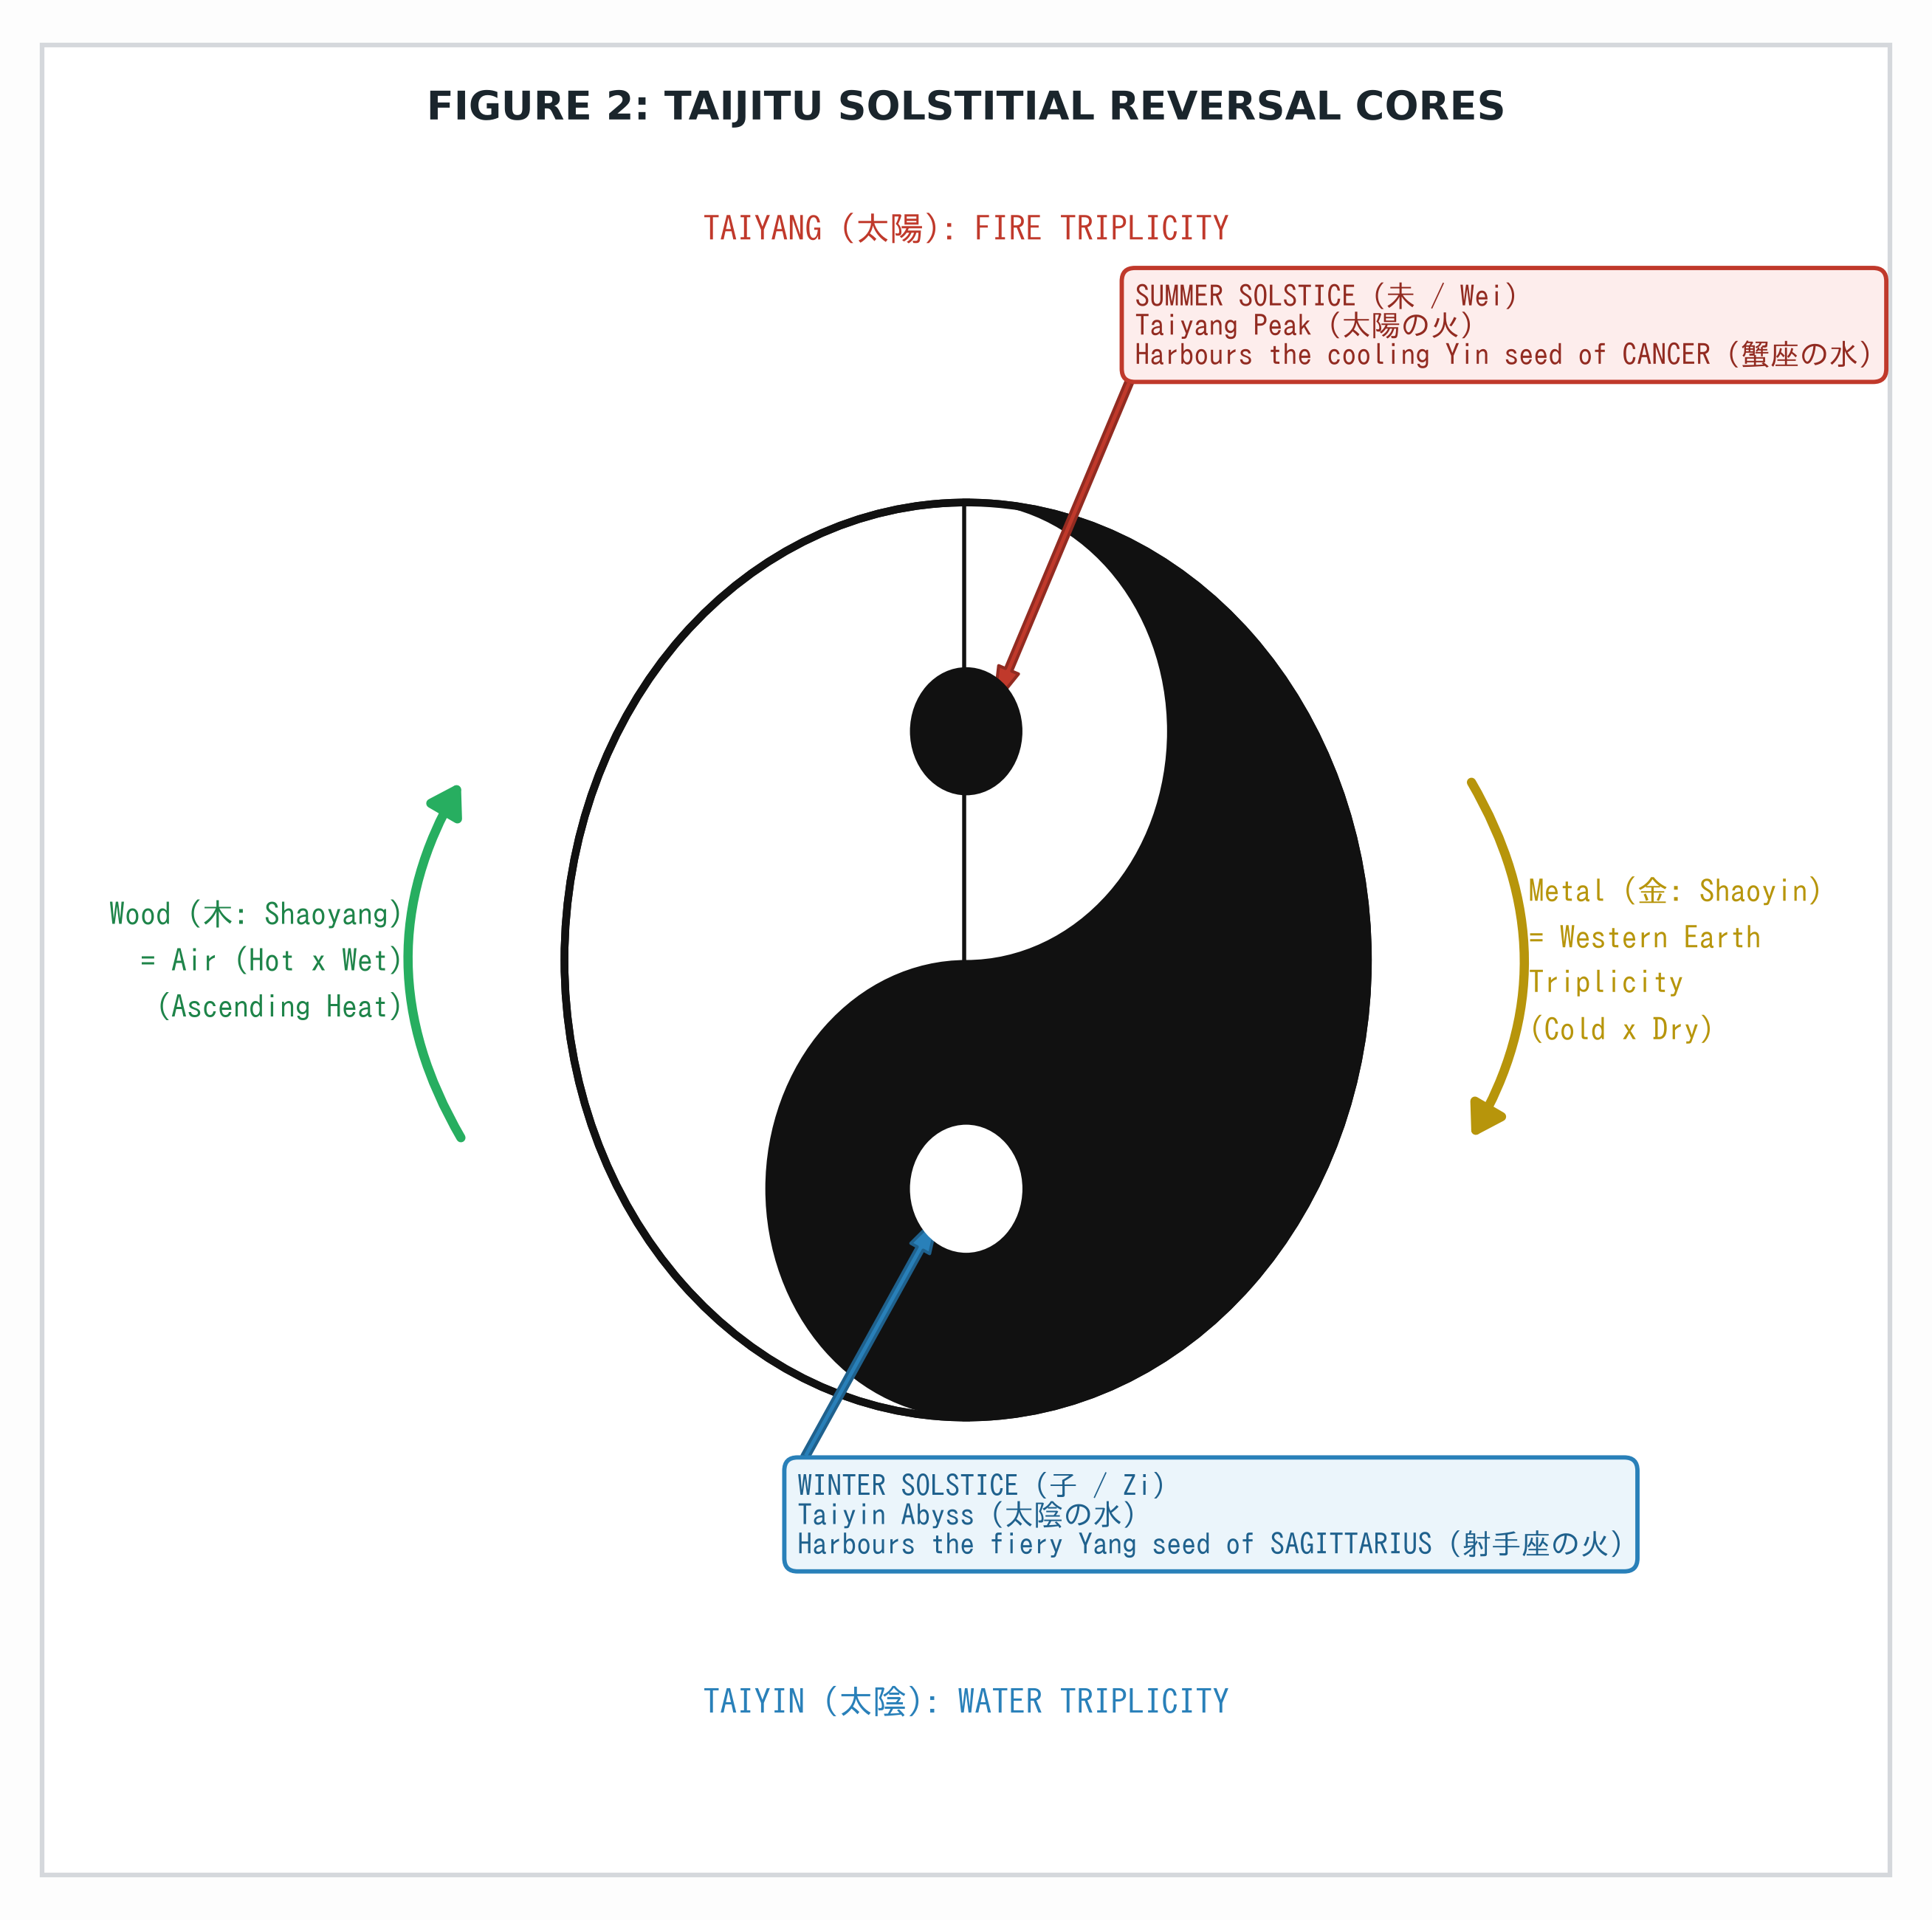 FIGURE 2: TAIJITU SOLSTITIAL REVERSAL CORES
TAIYANG (太陽): FIRE TRIPLICITY
SUMMER SOLSTICE (未 / Wei)
Taiyang Peak (太陽の火)
Harbours the cooling Yin seed of CANCER (蟹座の水)
Wood (木: Shaoyang)
= Air (Hot x Wet)
(Ascending Heat)
Metal (金: Shaoyin)
= Western Earth
Triplicity
(Cold x Dry)
WINTER SOLSTICE (子 / Zi)
Taiyin Abyss (太陰の水)
Harbours the fiery Yang seed of SAGITTARIUS (射手座の火)
TAIYIN (太陰): WATER TRIPLICITY